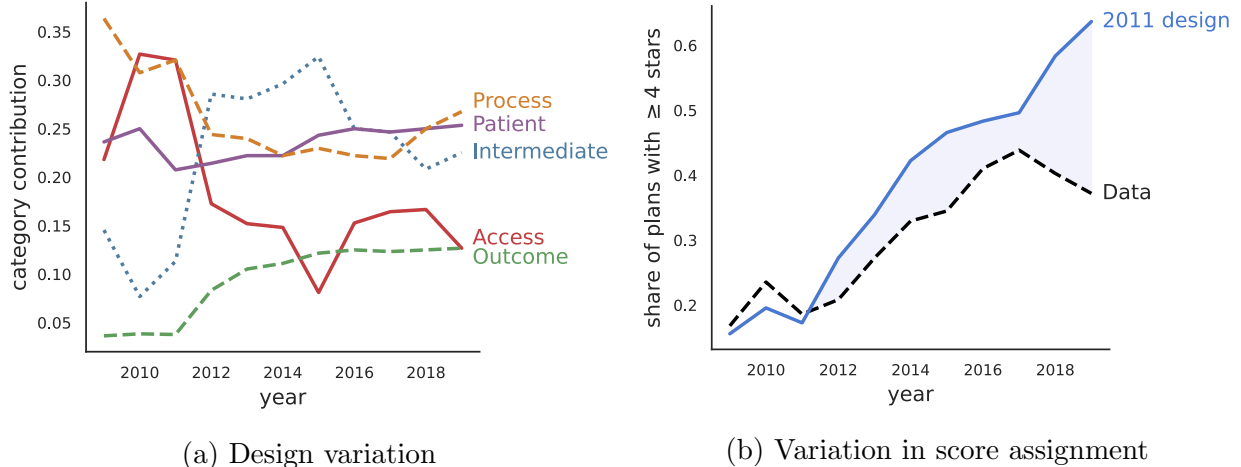 category contribution
0.35
0.30
0.25
0.20
0.15
0.10
0.05
2010 2012 2014 2016 2018
year
Process
Patient
Intermediate
Access
Outcome
(a) Design variation
share of plans with ≥ 4 stars
0.6
0.5
0.4
0.3
0.2
2010 2012 2014 2016 2018
year
2011 design
Data
(b) Variation in score assignment